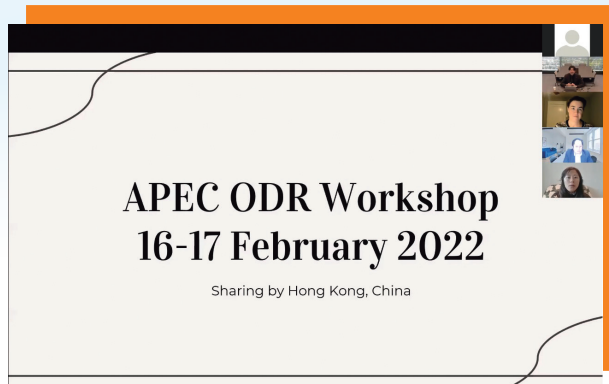 APEC ODR Workshop
16-17 February 2022
Sharing by Hong Kong, China